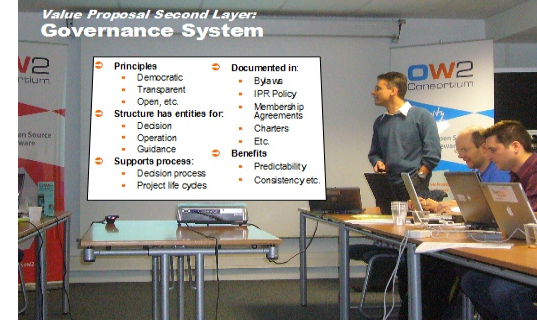 Value Proposal Second Layer:
Governance System
Principles
Democratic
Transparent
Open, etc.
Structure has entities for:
Decision
Operation
Guidance
Supports process:
Decision process
Project life cycles
Documented in:
Bylaws
IPR Policy
Membership
Agreements
Charters
Etc.
Benefits
Predictability
Consistency etc.
OW2
Consortium
W2
sortium